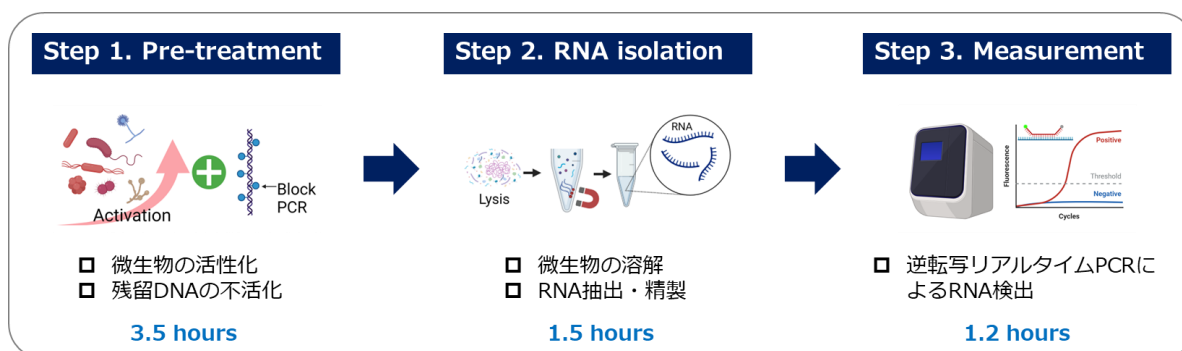 Step 1. Pre-treatment
Activation
Block
PCR
微生物の活性化
残留DNAの不活化
3.5 hours
Step 2. RNA isolation
Lysis
RNA
微生物の溶解
RNA抽出・精製
1.5 hours
Step 3. Measurement
Fluorescence
Positive
Threshold
Negative
Cycles
逆転写リアルタイムPCRに
よるRNA検出
1.2 hours